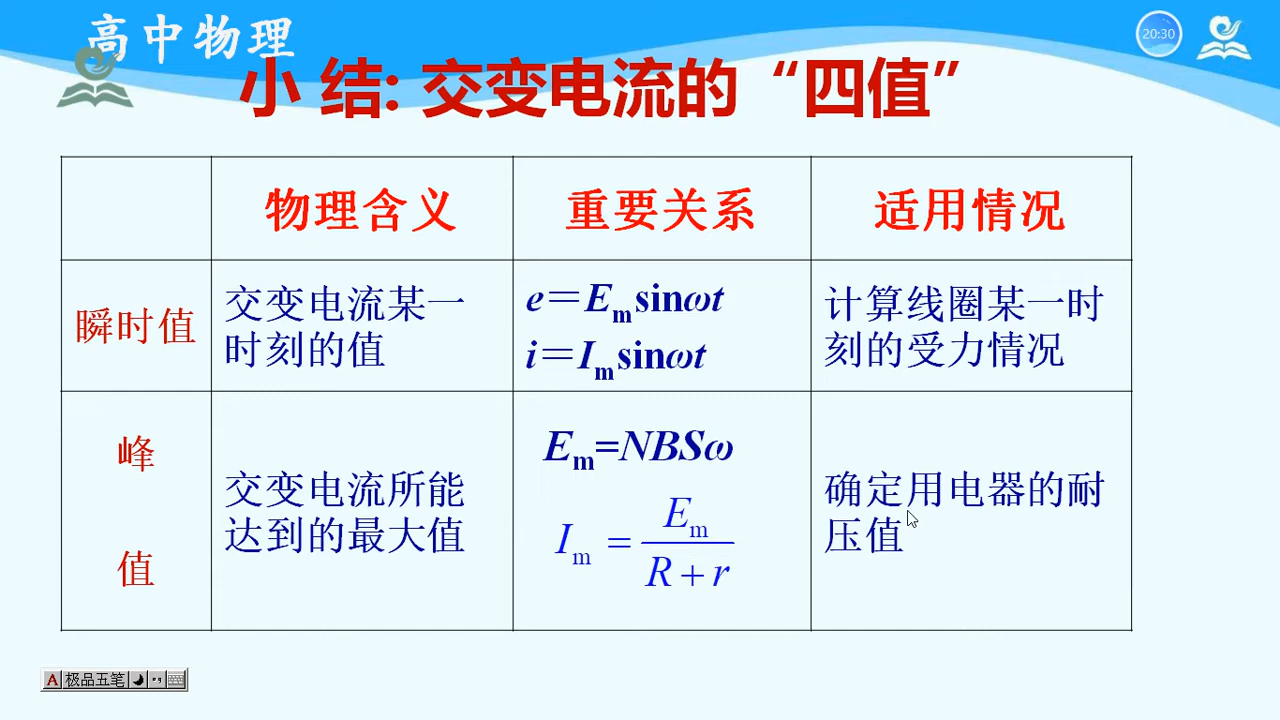 高中物理
20:30
小 结: 交变电流的“四值”
物理含义 重要关系 适用情况
瞬时值
交变电流某一
时刻的值
e=Eₘsinωt
i=Iₘsinωt
计算线圈某一时
刻的受力情况
峰
值
交变电流所能
达到的最大值
Eₘ=NBSω
Iₘ = Eₘ / (R + r)
确定用电器的耐
压值
A 极品五笔